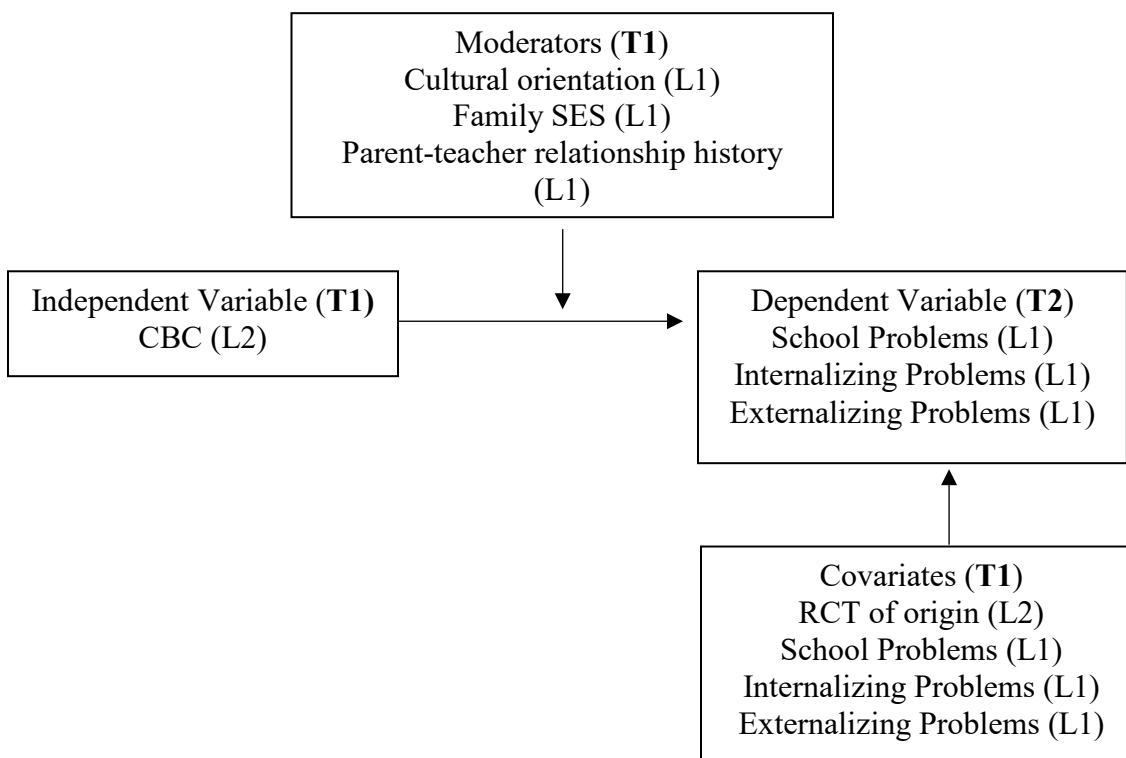 Moderators (T1)
Cultural orientation (L1)
Family SES (L1)
Parent-teacher relationship history
(L1)
Independent Variable (T1)
CBC (L2)
Dependent Variable (T2)
School Problems (L1)
Internalizing Problems (L1)
Externalizing Problems (L1)
Covariates (T1)
RCT of origin (L2)
School Problems (L1)
Internalizing Problems (L1)
Externalizing Problems (L1)